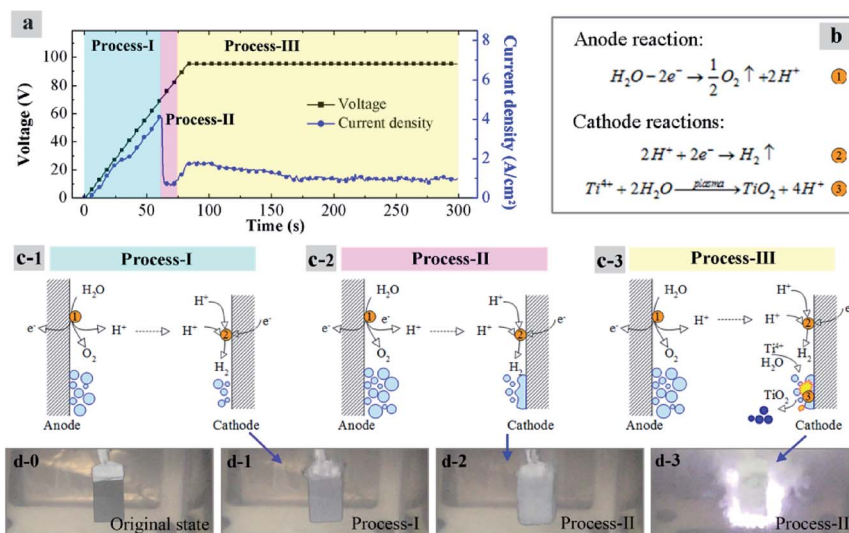 a
Process-I
Process-III
Process-II
Voltage
Current density
Voltage (V)
100
80
60
40
20
0
0
50
100
150
200
250
300
Time (s)
8
6
4
2
0
Current density (A/cm²)
b
Anode reaction:
H₂O−2e⁻→1/2 O₂↑+2H⁺ 1
Cathode reactions:
2H⁺+2e⁻→H₂↑ 2
Ti⁴⁺+2H₂O plasma→TiO₂+4H⁺ 3
c-1 Process-I
H₂O
1
e⁻
H⁺
O₂
H⁺
H⁺
2
e⁻
H₂
Anode
Cathode
c-2 Process-II
H₂O
1
e⁻
H⁺
O₂
H⁺
H⁺
2
e⁻
H₂
Anode
Cathode
c-3 Process-III
H₂O
1
e⁻
H⁺
O₂
H⁺
H⁺
2
e⁻
H₂
Ti⁴⁺
H₂O
TiO₂
3
Anode
Cathode
d-0
Original state
d-1
Process-I
d-2
Process-II
d-3
Process-II